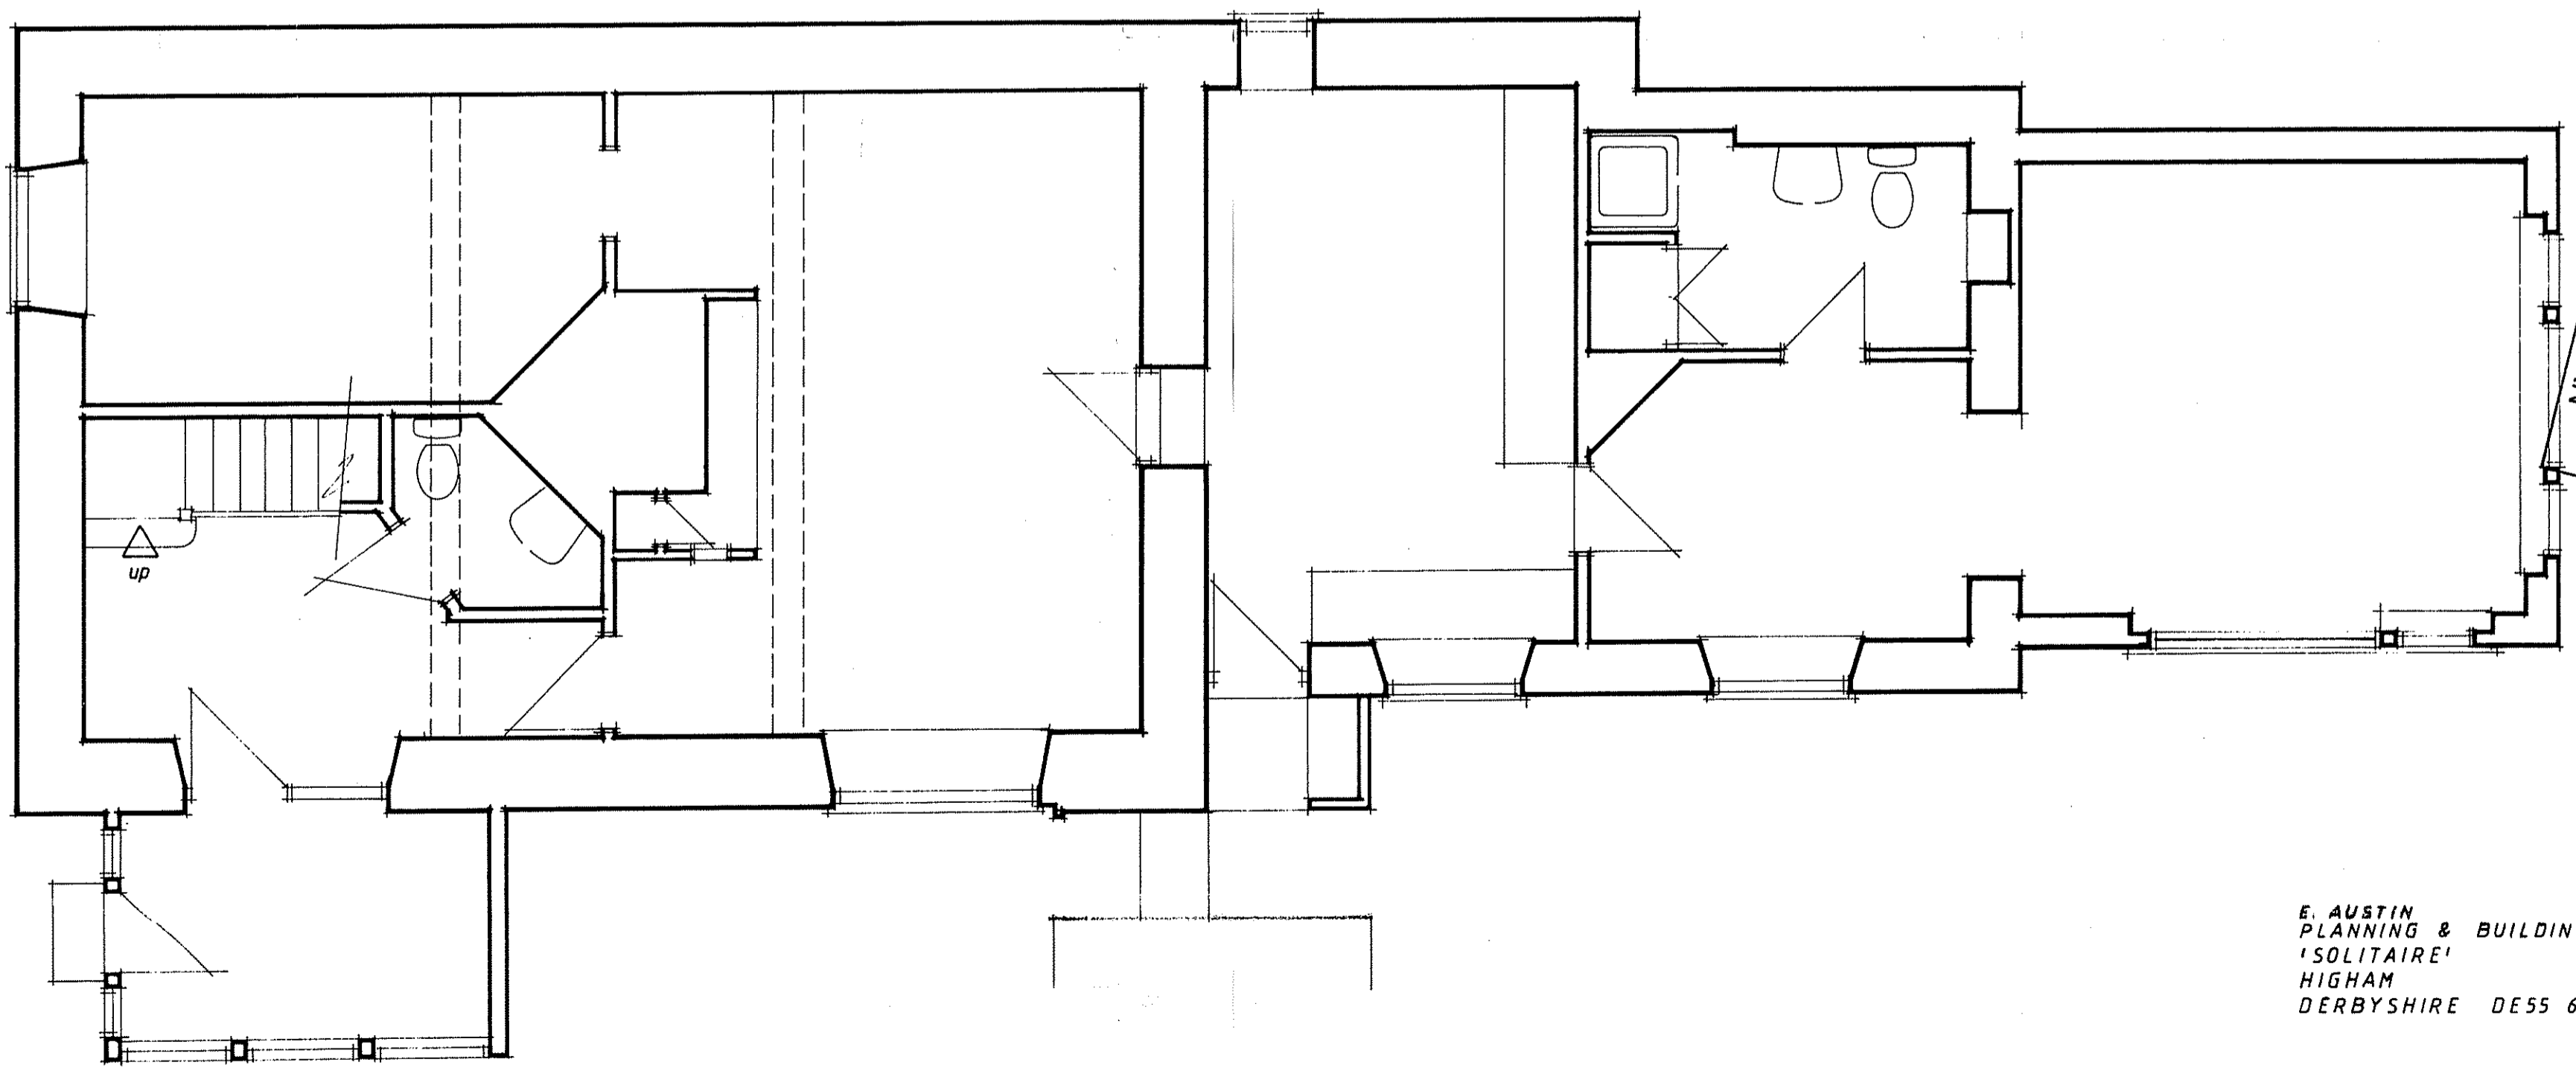 up
E. AUSTIN
PLANNING & BUILDIN
'SOLITAIRE'
HIGHAM
DERBYSHIRE DE55 6